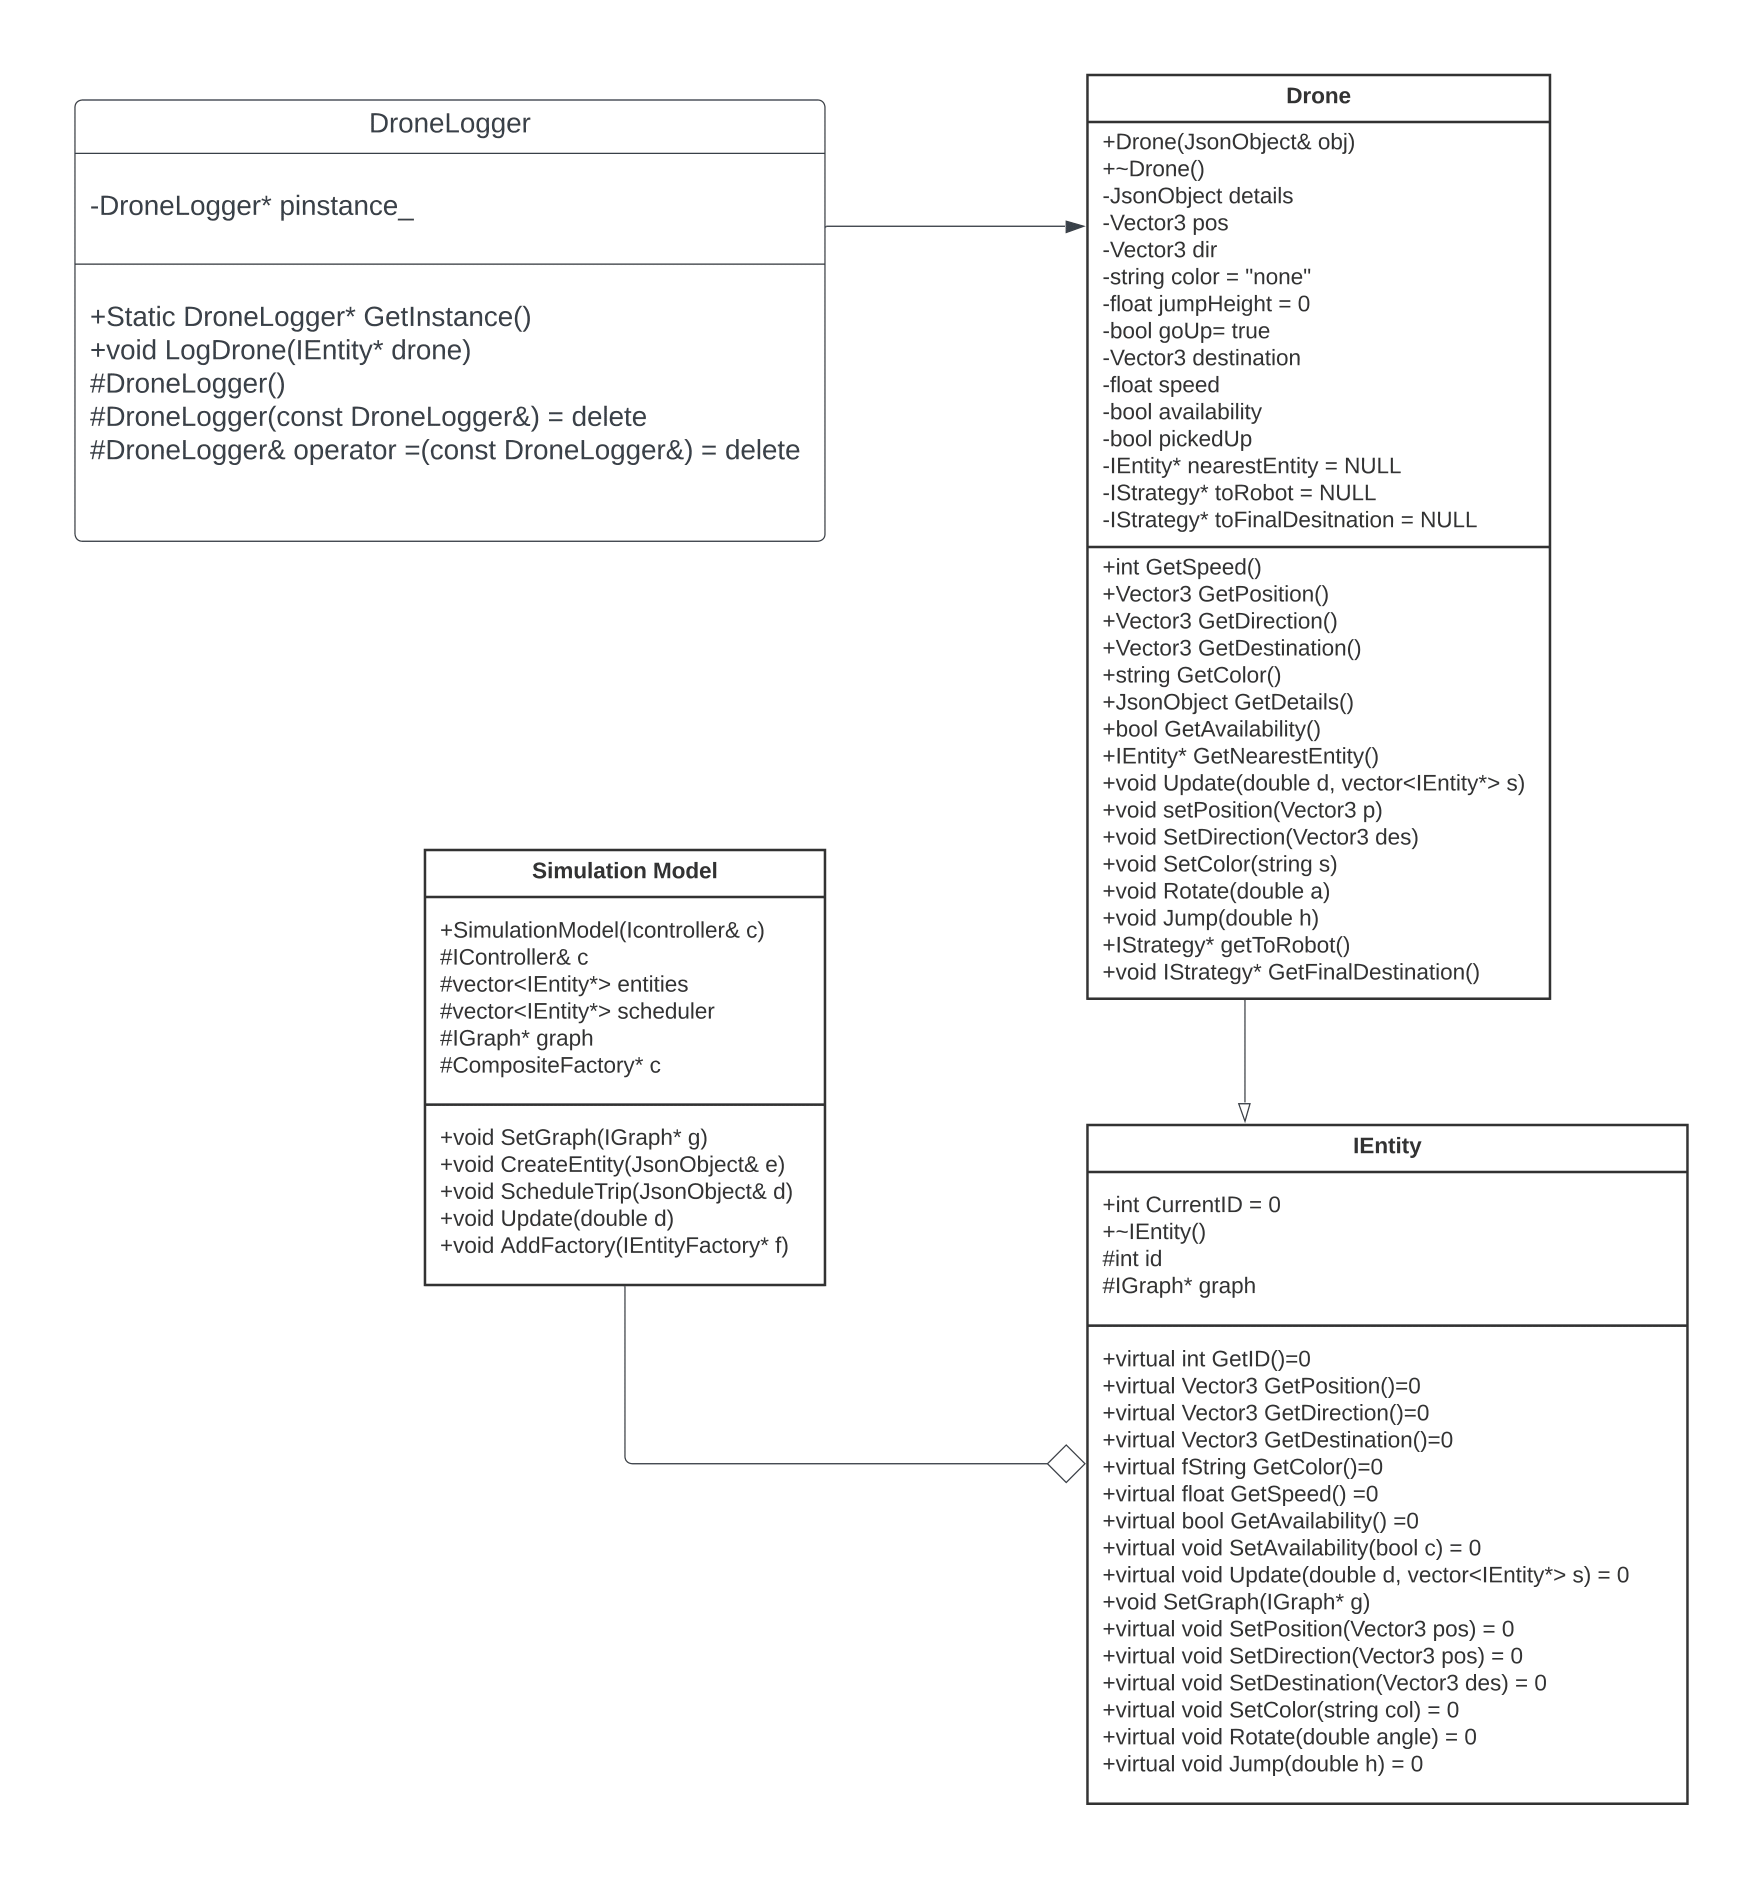 DroneLogger
-DroneLogger* pinstance_
+Static DroneLogger* GetInstance()
+void LogDrone(IEntity* drone)
#DroneLogger()
#DroneLogger(const DroneLogger&) = delete
#DroneLogger& operator =(const DroneLogger&) = delete
Drone
+Drone(JsonObject& obj)
+~Drone()
-JsonObject details
-Vector3 pos
-Vector3 dir
-string color = "none"
-float jumpHeight = 0
-bool goUp= true
-Vector3 destination
-float speed
-bool availability
-bool pickedUp
-IEntity* nearestEntity = NULL
-IStrategy* toRobot = NULL
-IStrategy* toFinalDesitnation = NULL
+int GetSpeed()
+Vector3 GetPosition()
+Vector3 GetDirection()
+Vector3 GetDestination()
+string GetColor()
+JsonObject GetDetails()
+bool GetAvailability()
+IEntity* GetNearestEntity()
+void Update(double d, vector<IEntity*> s)
+void setPosition(Vector3 p)
+void SetDirection(Vector3 des)
+void SetColor(string s)
+void Rotate(double a)
+void Jump(double h)
+IStrategy* getToRobot()
+void IStrategy* GetFinalDestination()
Simulation Model
+SimulationModel(Icontroller& c)
#IController& c
#vector<IEntity*> entities
#vector<IEntity*> scheduler
#IGraph* graph
#CompositeFactory* c
+void SetGraph(IGraph* g)
+void CreateEntity(JsonObject& e)
+void ScheduleTrip(JsonObject& d)
+void Update(double d)
+void AddFactory(IEntityFactory* f)
IEntity
+int CurrentID = 0
+~IEntity()
#int id
#IGraph* graph
+virtual int GetID()=0
+virtual Vector3 GetPosition()=0
+virtual Vector3 GetDirection()=0
+virtual Vector3 GetDestination()=0
+virtual fString GetColor()=0
+virtual float GetSpeed() =0
+virtual bool GetAvailability() =0
+virtual void SetAvailability(bool c) = 0
+virtual void Update(double d, vector<IEntity*> s) = 0
+void SetGraph(IGraph* g)
+virtual void SetPosition(Vector3 pos) = 0
+virtual void SetDirection(Vector3 pos) = 0
+virtual void SetDestination(Vector3 des) = 0
+virtual void SetColor(string col) = 0
+virtual void Rotate(double angle) = 0
+virtual void Jump(double h) = 0